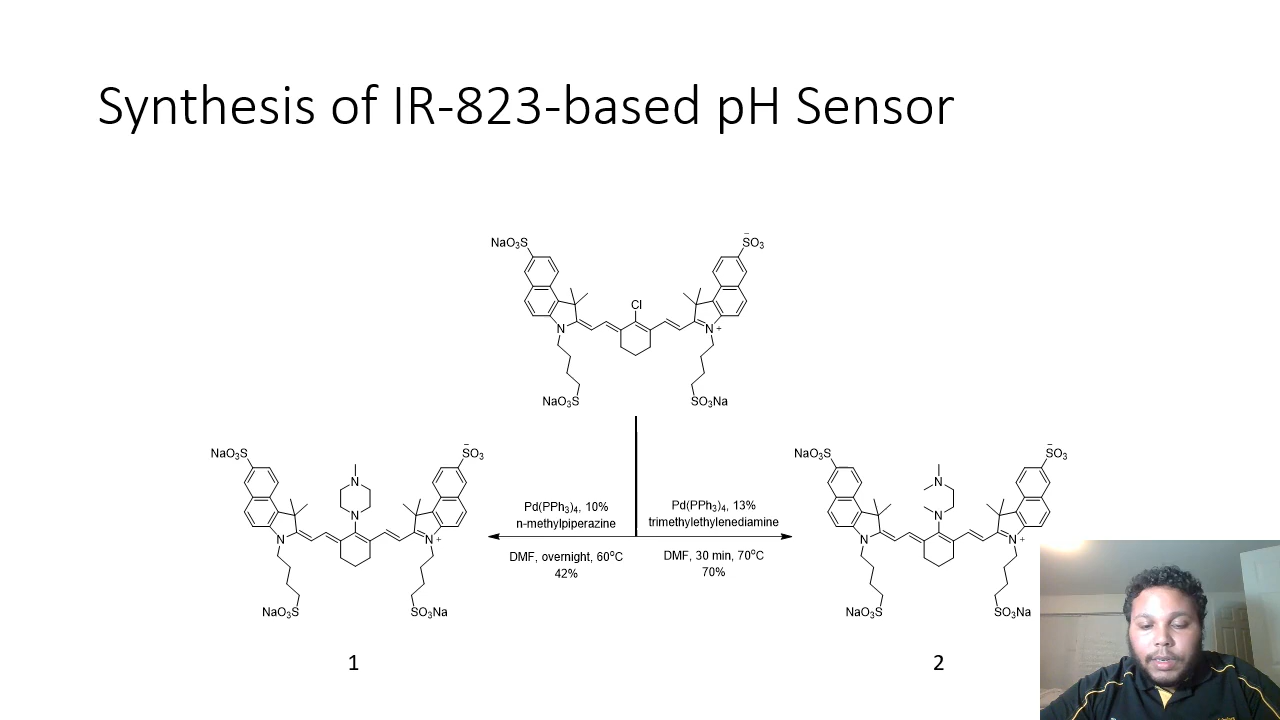 Synthesis of IR-823-based pH Sensor
NaO₃S
SO₃⁻
Cl
N
N⁺
NaO₃S
SO₃Na
NaO₃S
SO₃⁻
N
N
N
N⁺
NaO₃S
SO₃Na
Pd(PPh₃)₄, 10%
n-methylpiperazine
DMF, overnight, 60°C
42%
Pd(PPh₃)₄, 13%
trimethylethylenediamine
DMF, 30 min, 70°C
70%
NaO₃S
SO₃⁻
N
N
N
N⁺
NaO₃S
SO₃Na
1
2